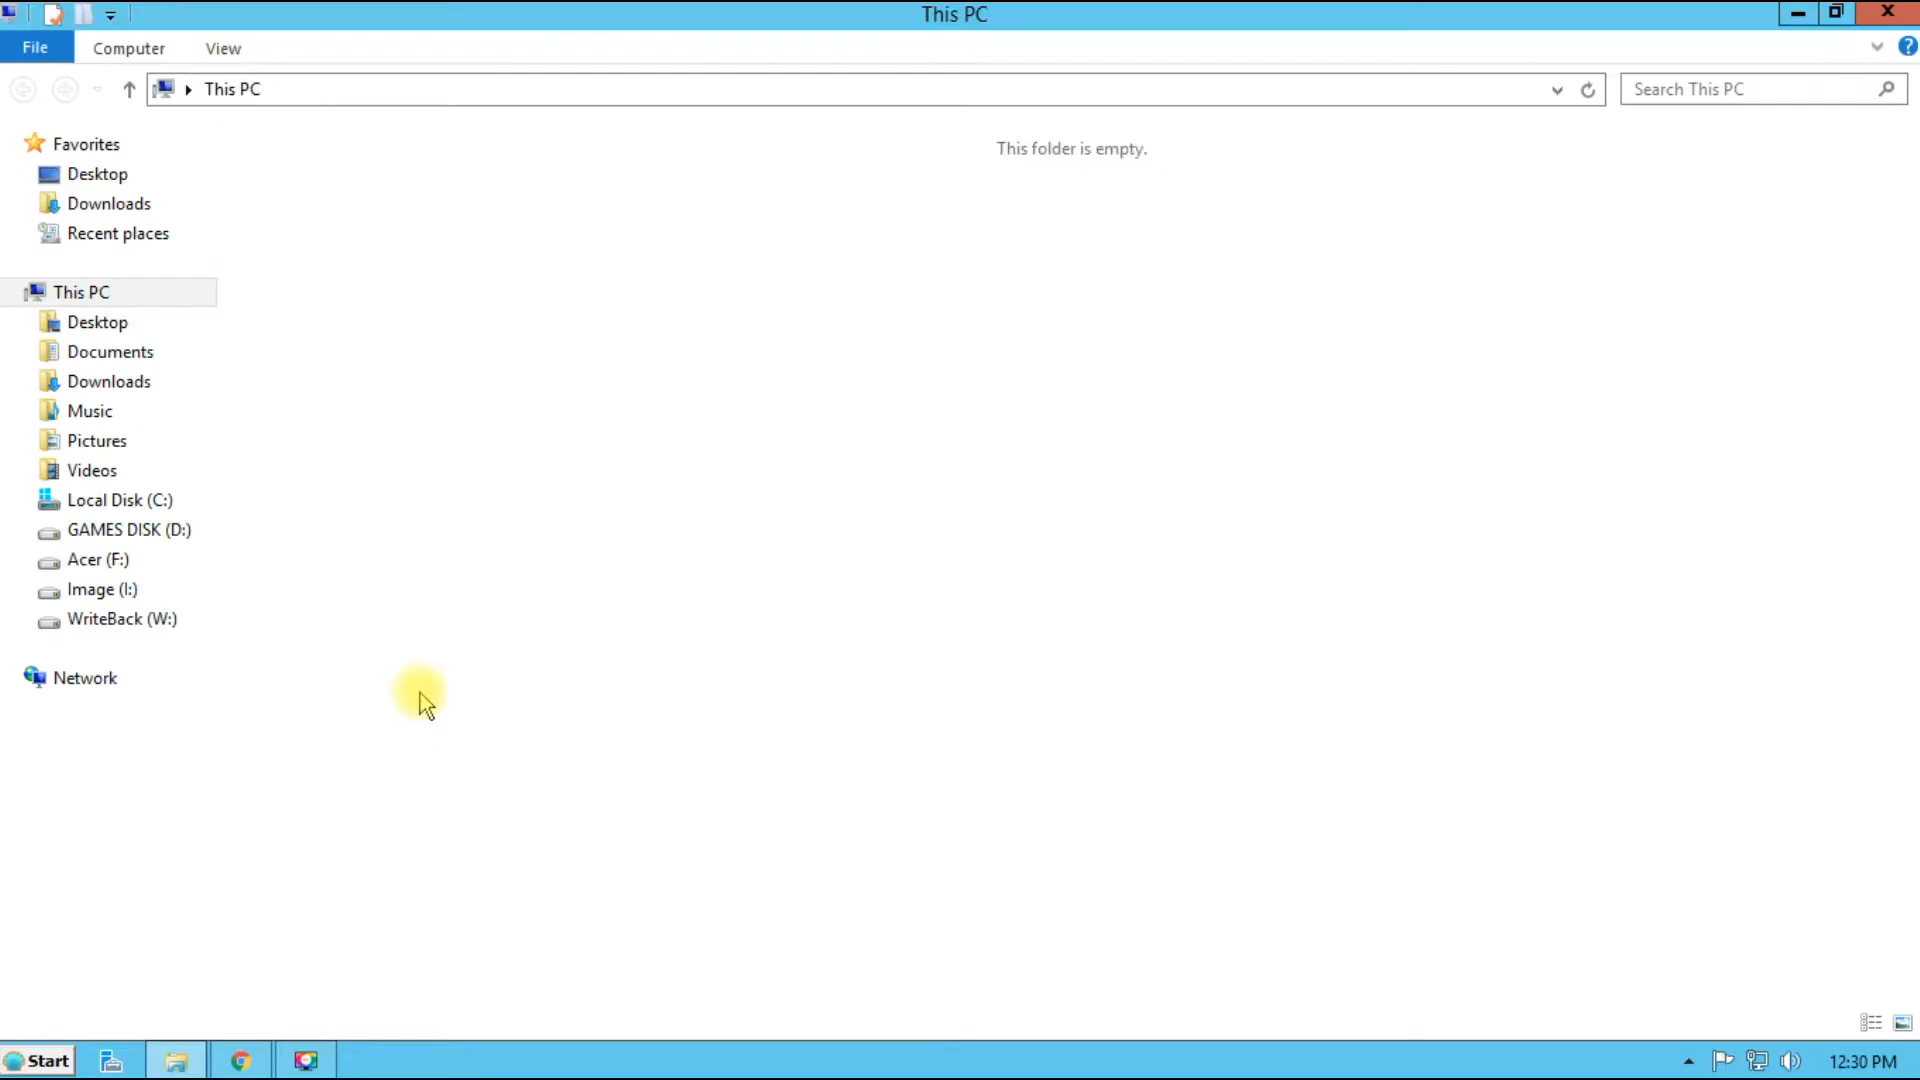 This PC
File
Computer
View
?
This PC
Search This PC
Favorites
Desktop
Downloads
Recent places
This PC
Desktop
Documents
Downloads
Music
Pictures
Videos
Local Disk (C:)
GAMES DISK (D:)
Acer (F:)
Image (I:)
WriteBack (W:)
Network
This folder is empty.
Start
12:30 PM